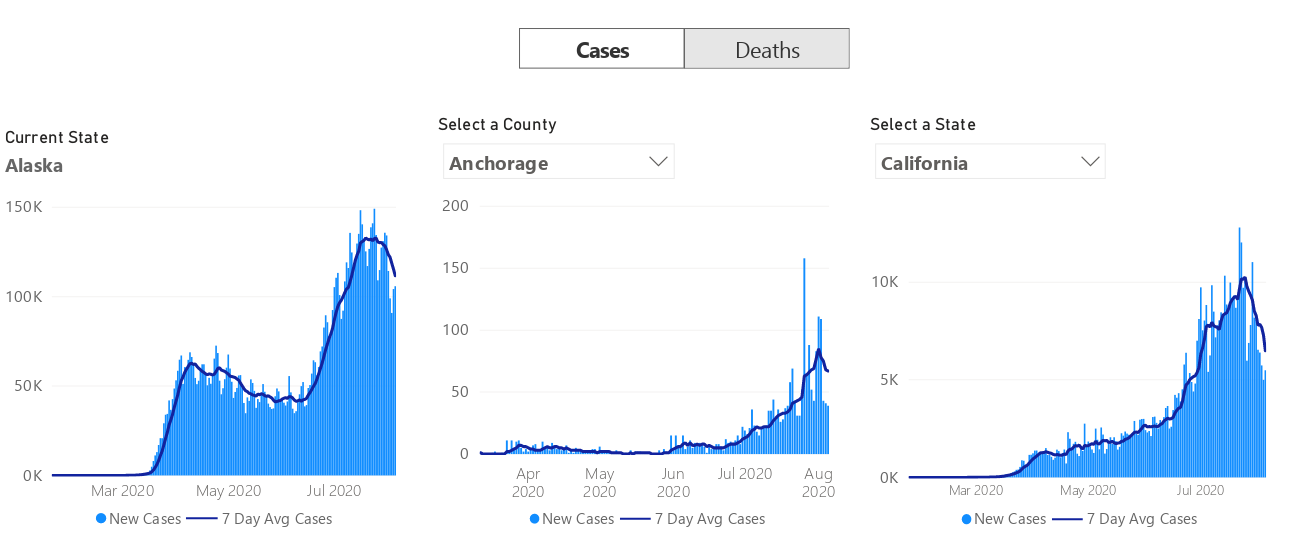 Cases Deaths
Current State
Alaska
150K
100K
50K
0K
Mar 2020 May 2020 Jul 2020
New Cases 7 Day Avg Cases
Select a County
Anchorage
200
150
100
50
0
Apr 2020 May 2020 Jun 2020 Jul 2020 Aug 2020
New Cases 7 Day Avg Cases
Select a State
California
10K
5K
0K
Mar 2020 May 2020 Jul 2020
New Cases 7 Day Avg Cases